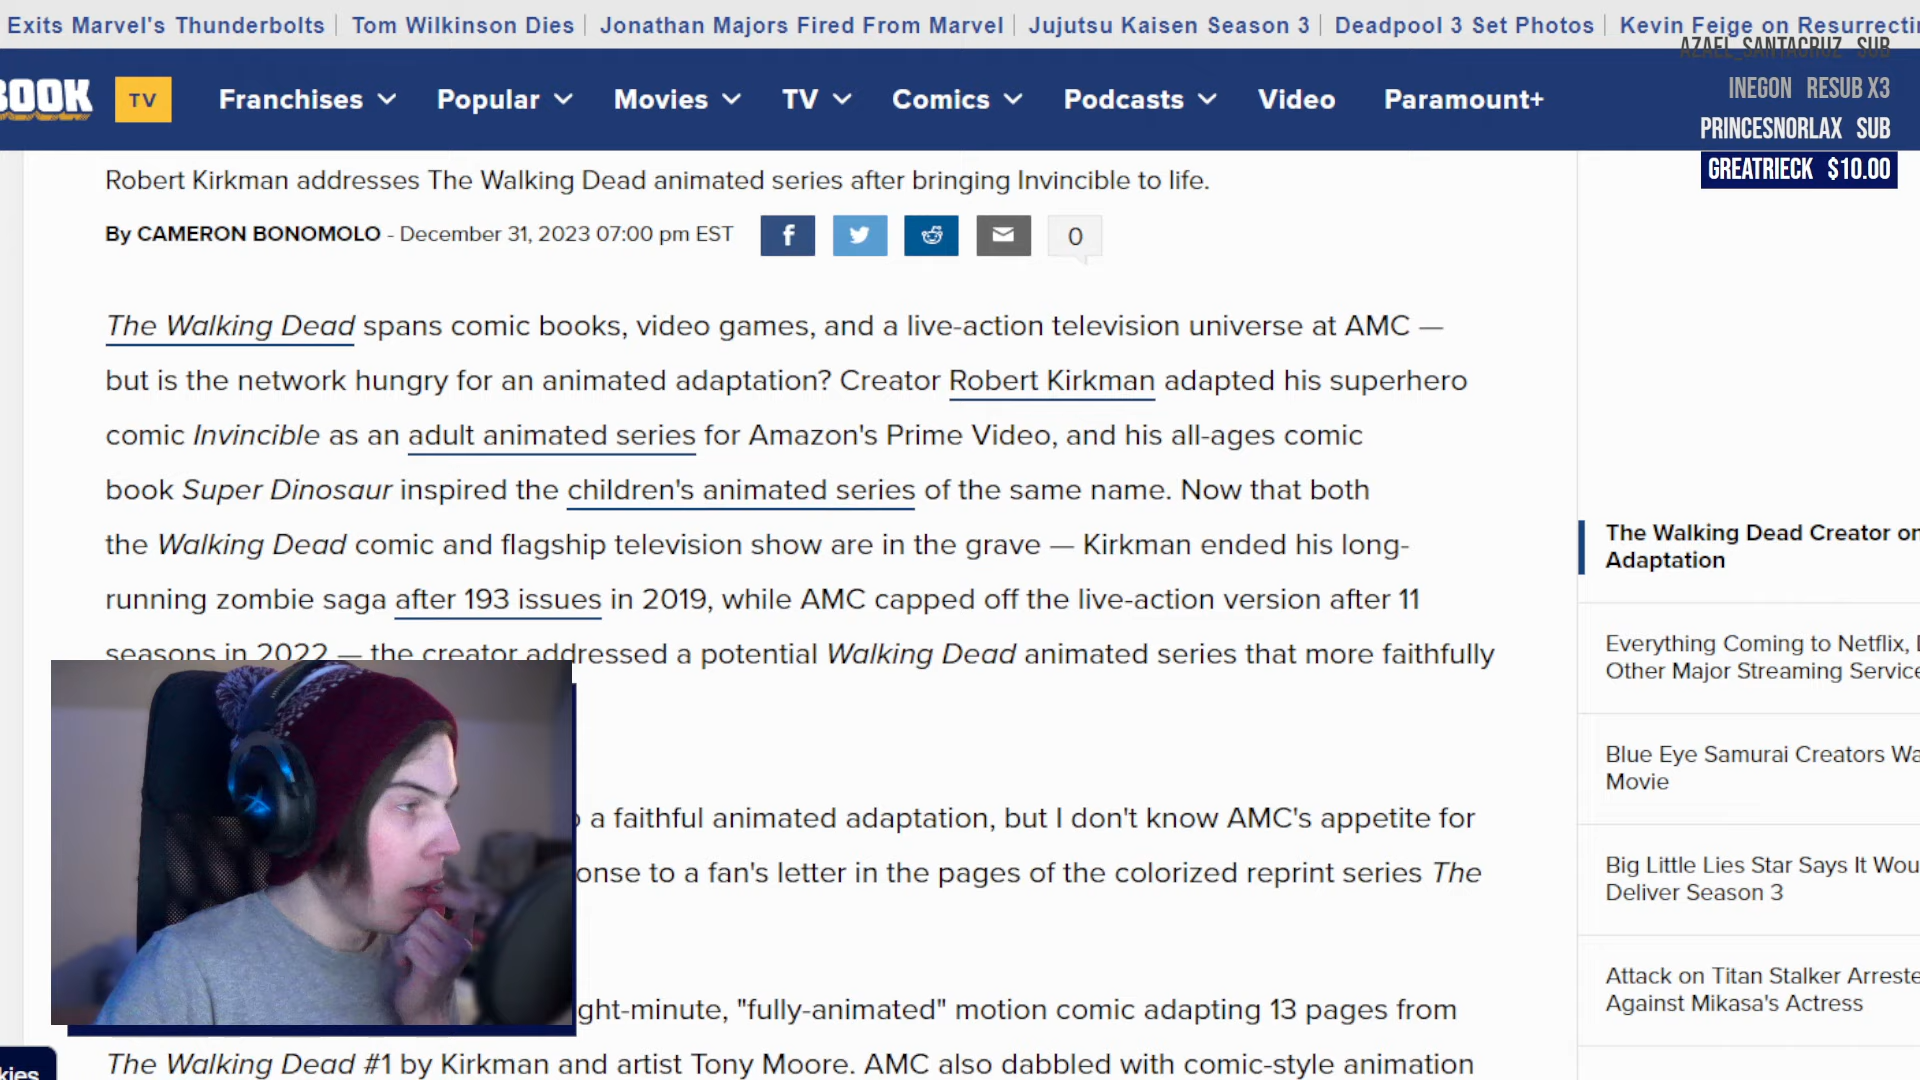 Exits Marvel's Thunderbolts | Tom Wilkinson Dies | Jonathan Majors Fired From Marvel | Jujutsu Kaisen Season 3 | Deadpool 3 Set Photos | Kevin Feige on Resurrecti
AZAEL_SANTACRUZ SUB
BOOK TV Franchises Popular Movies TV Comics Podcasts Video Paramount+
INEGON RESUB X3
PRINCESNORLAX SUB
GREATRIECK $10.00
Robert Kirkman addresses The Walking Dead animated series after bringing Invincible to life.
By CAMERON BONOMOLO - December 31, 2023 07:00 pm EST
0
The Walking Dead spans comic books, video games, and a live-action television universe at AMC —
but is the network hungry for an animated adaptation? Creator Robert Kirkman adapted his superhero
comic Invincible as an adult animated series for Amazon's Prime Video, and his all-ages comic
book Super Dinosaur inspired the children's animated series of the same name. Now that both
the Walking Dead comic and flagship television show are in the grave — Kirkman ended his long-
running zombie saga after 193 issues in 2019, while AMC capped off the live-action version after 11
seasons in 2022 — the creator addressed a potential Walking Dead animated series that more faithfully
a faithful animated adaptation, but I don't know AMC's appetite for
onse to a fan's letter in the pages of the colorized reprint series The
ght-minute, "fully-animated" motion comic adapting 13 pages from
The Walking Dead #1 by Kirkman and artist Tony Moore. AMC also dabbled with comic-style animation
kies
The Walking Dead Creator on
Adaptation
Everything Coming to Netflix,
Other Major Streaming Service
Blue Eye Samurai Creators Wa
Movie
Big Little Lies Star Says It Wou
Deliver Season 3
Attack on Titan Stalker Arreste
Against Mikasa's Actress